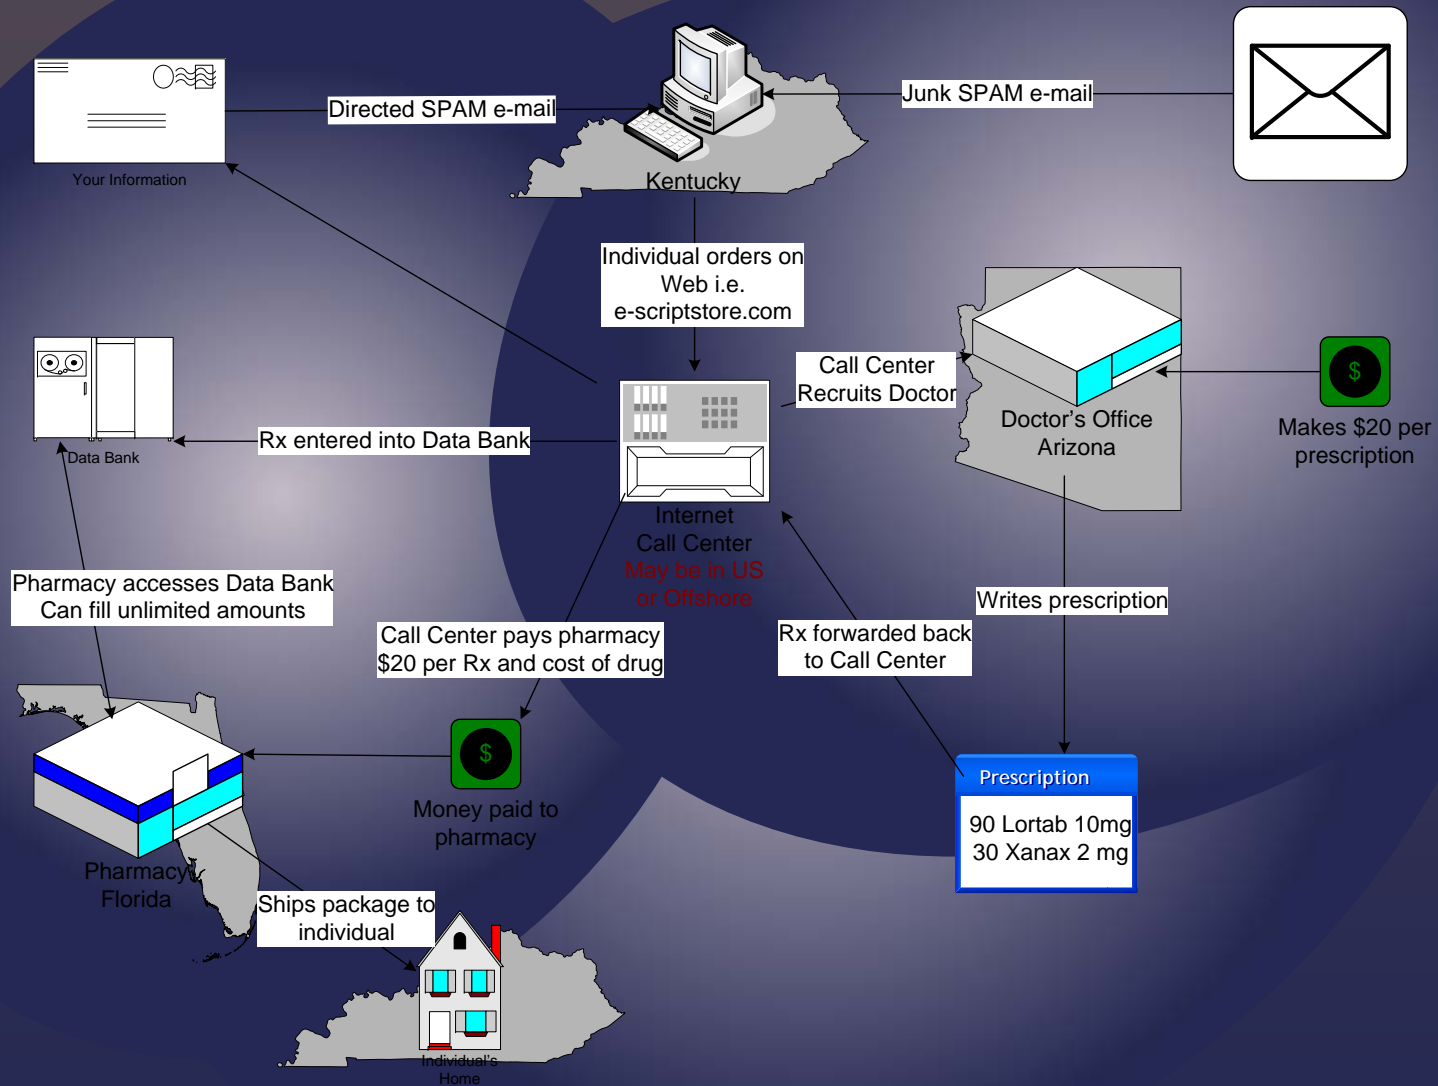 Directed SPAM e-mail
Junk SPAM e-mail
Your Information
Kentucky
Individual orders on
Web i.e.
e-scriptstore.com
Call Center
Recruits Doctor
$
Doctor's Office
Arizona
Makes $20 per
prescription
Rx entered into Data Bank
Data Bank
Internet
Call Center
May be in US
or Offshore
Pharmacy accesses Data Bank
Can fill unlimited amounts
Writes prescription
Call Center pays pharmacy
$20 per Rx and cost of drug
Rx forwarded back
to Call Center
$
Money paid to
pharmacy
Prescription
90 Lortab 10mg
30 Xanax 2 mg
Pharmacy
Florida
Ships package to
individual
Individual's
Home